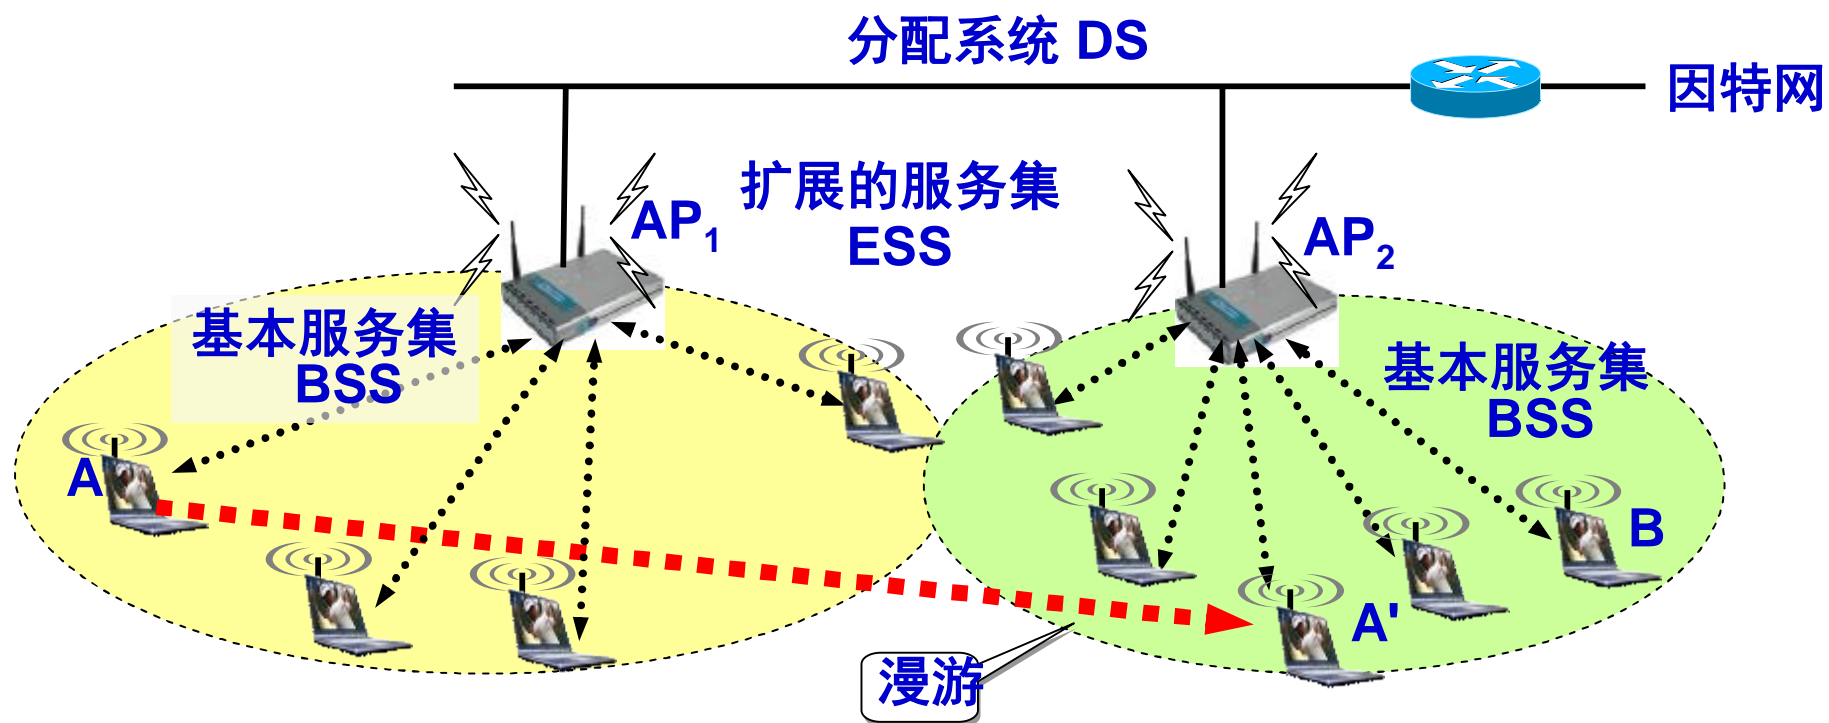 分配系统 DS
因特网
扩展的服务集
ESS
AP1
AP2
基本服务集
BSS
基本服务集
BSS
A
B
A'
漫游